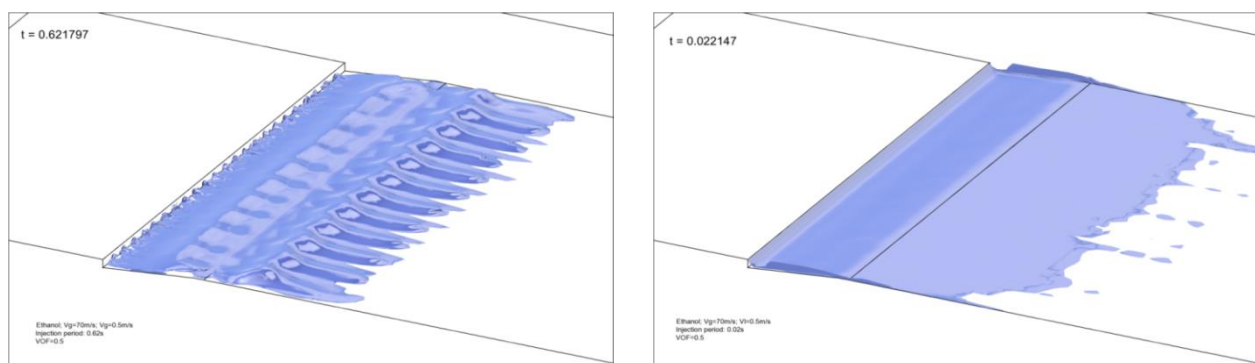 t = 0.621797
Ethanol; Vg=70m/s; Vg=0.5m/s
Injection period: 0.62s
VOF=0.5
t = 0.022147
Ethanol; Vg=70m/s; Vl=0.5m/s
Injection period: 0.02s
VOF=0.5